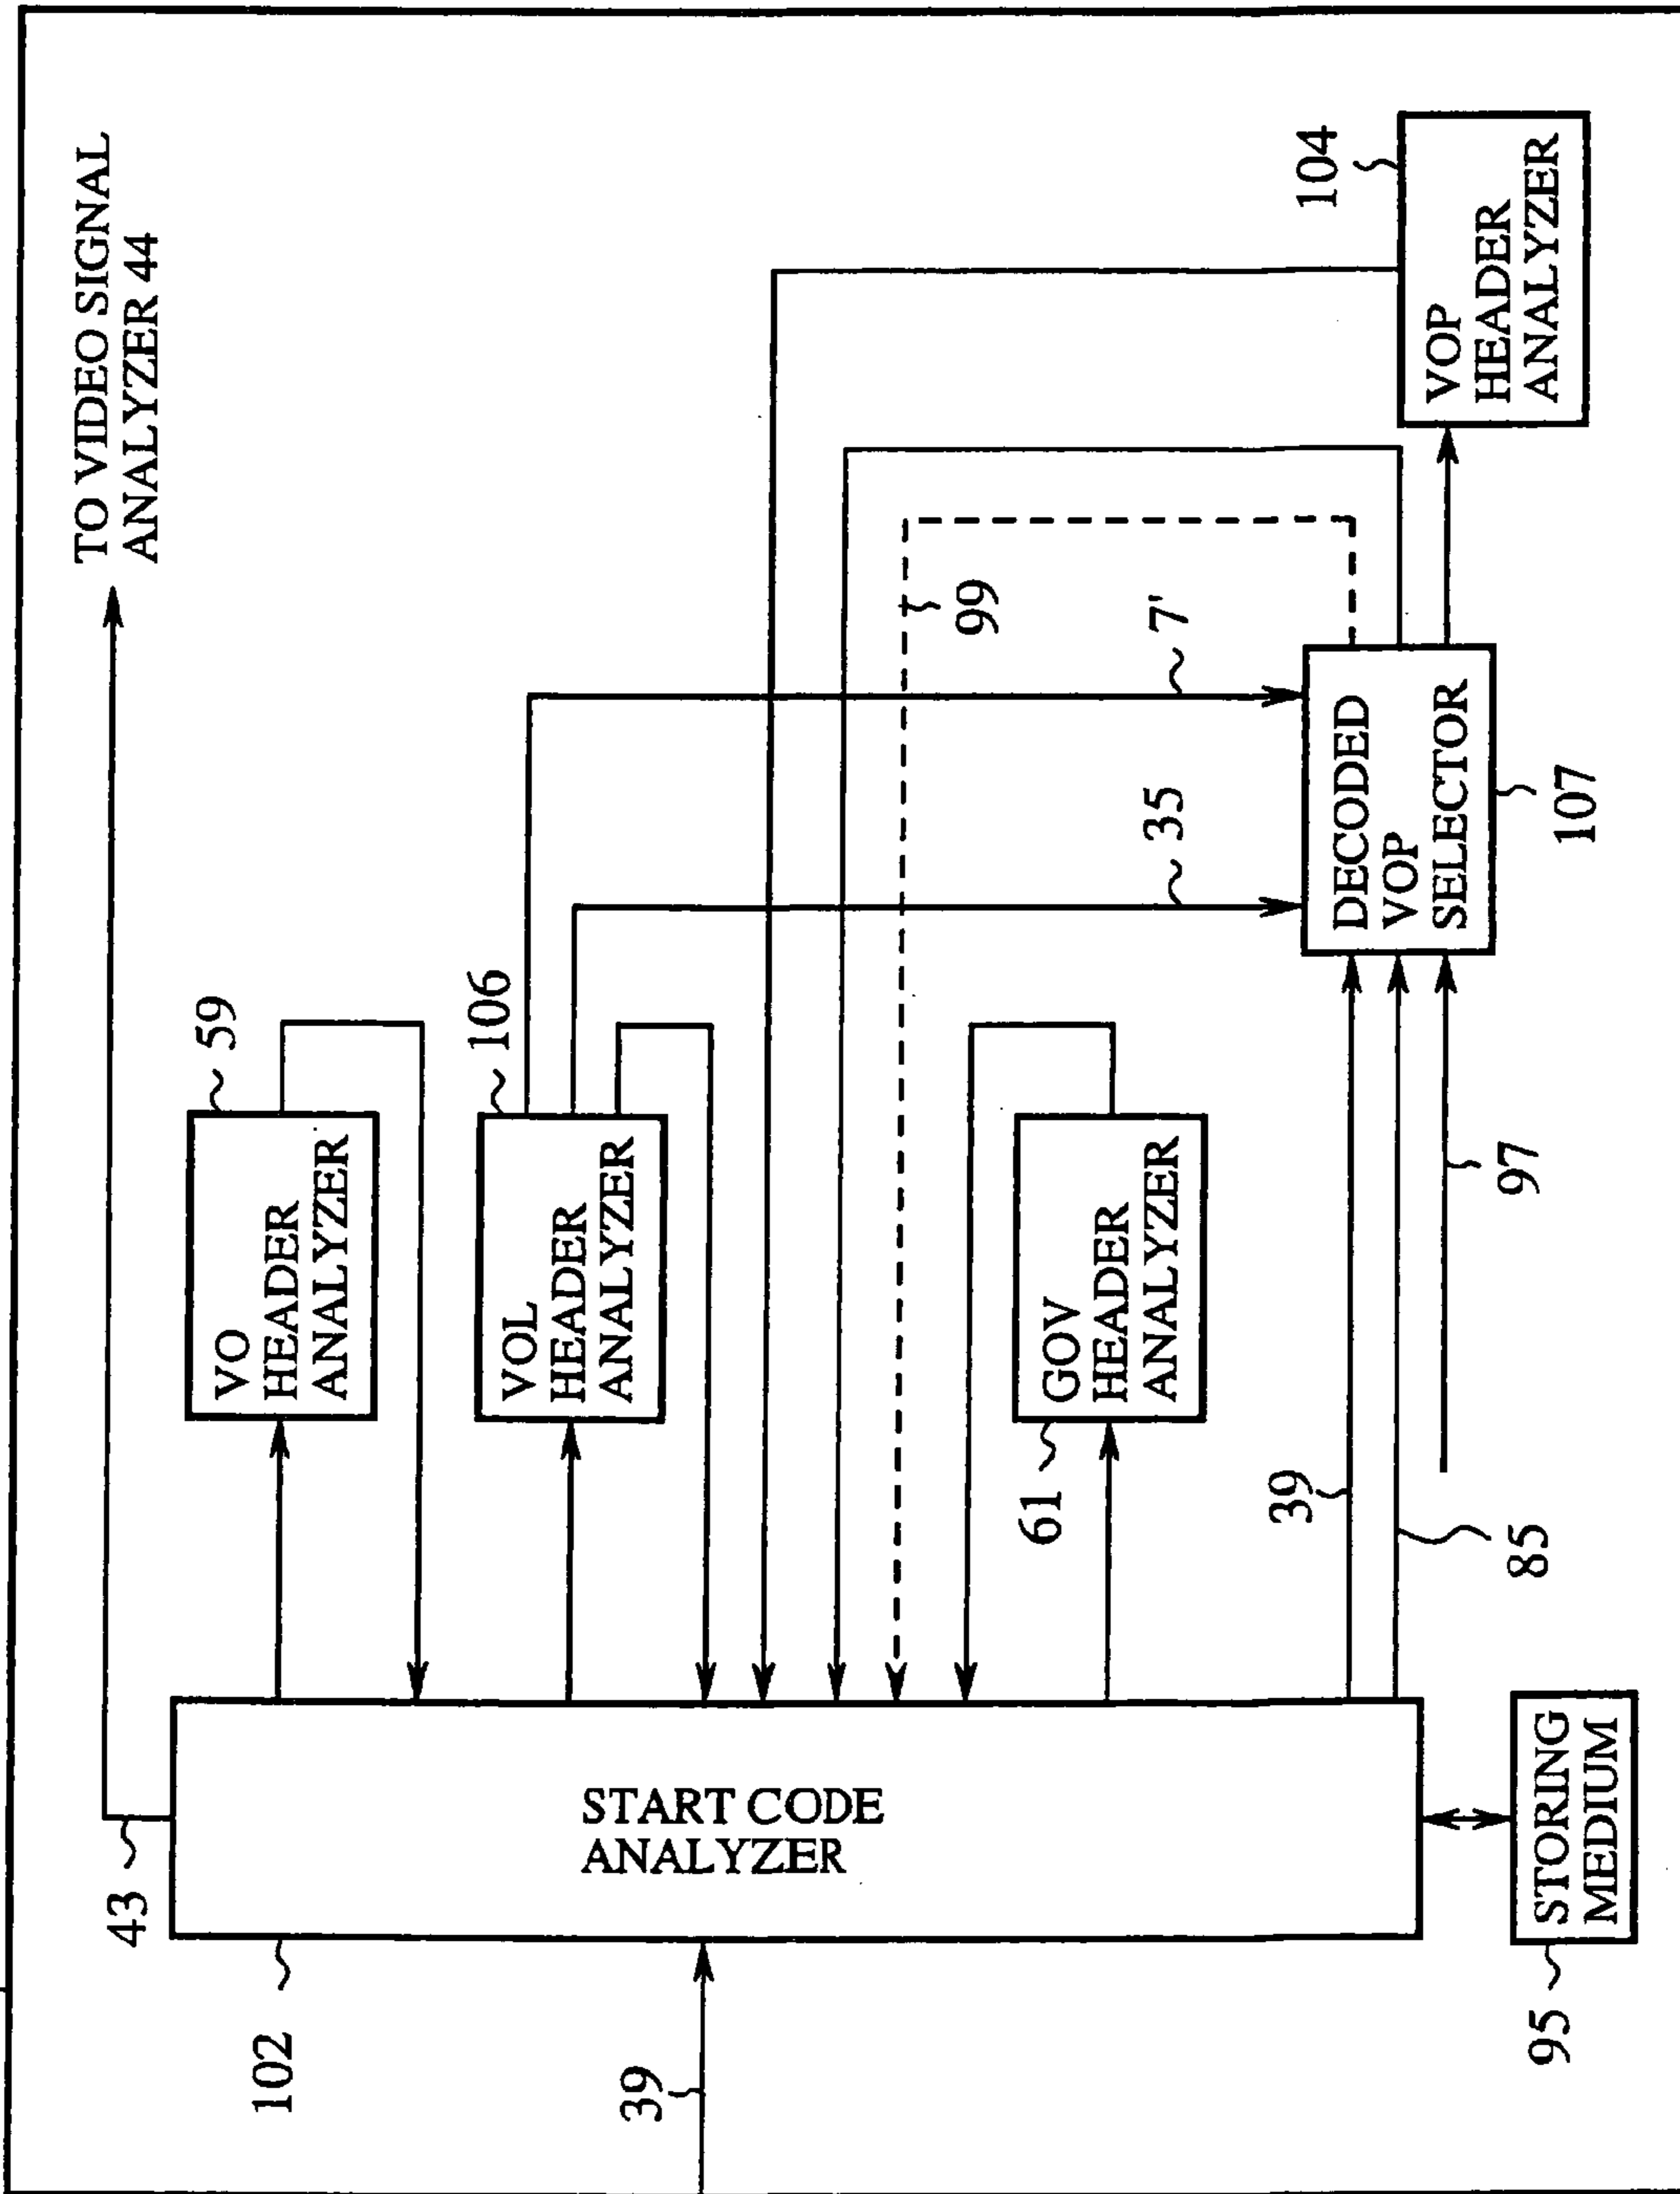 TO VIDEO SIGNAL
ANALYZER 44
43
102
39
START CODE
ANALYZER
95
STORING
MEDIUM
VO
HEADER
ANALYZER
59
VOL
HEADER
ANALYZER
106
61
GOV
HEADER
ANALYZER
39
85
97
99
35
7'
DECODED
VOP
SELECTOR
107
VOP
HEADER
ANALYZER
104